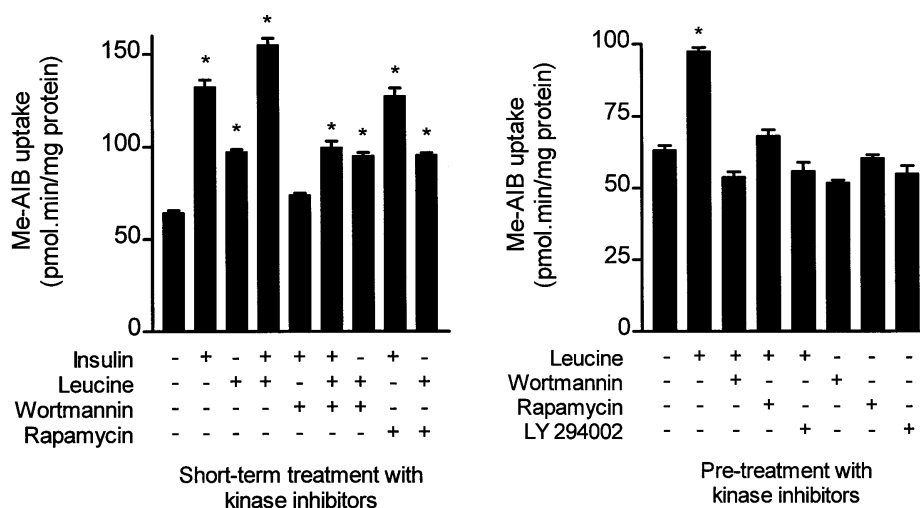 Me-AIB uptake
(pmol.min/mg protein)
150
100
50
0
* * * * * * * *
Insulin - + - + + + - + -
Leucine - - + + - + + - +
Wortmannin - - - - + + + - -
Rapamycin - - - - - - - + +
Short-term treatment with
kinase inhibitors
Me-AIB uptake
(pmol.min/mg protein)
100
75
50
25
0
*
Leucine - + + + + - - -
Wortmannin - - + - - + - -
Rapamycin - - - + - - + -
LY 294002 - - - - + - - +
Pre-treatment with
kinase inhibitors